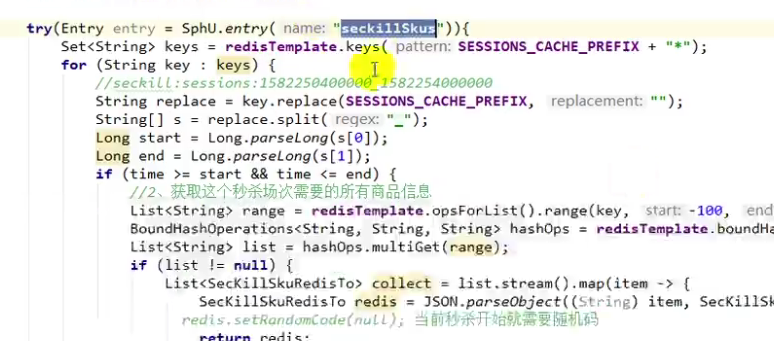 try(Entry entry = SphU.entry( name: "seckillSkus")){
Set<String> keys = redisTemplate.keys( pattern: SESSIONS_CACHE_PREFIX + "*");
for (String key : keys) {
//seckill:sessions:1582250400000_1582254000000
String replace = key.replace(SESSIONS_CACHE_PREFIX, replacement: "");
String[] s = replace.split( regex: "_");
Long start = Long.parseLong(s[0]);
Long end = Long.parseLong(s[1]);
if (time >= start && time <= end) {
//2、获取这个秒杀场次需要的所有商品信息
List<String> range = redisTemplate.opsForList().range(key, start: -100, end
BoundHashOperations<String, String, String> hashOps = redisTemplate.boundHa
List<String> list = hashOps.multiGet(range);
if (list != null) {
List<SecKillSkuRedisTo> collect = list.stream().map(item -> {
SecKillSkuRedisTo redis = JSON.parseObject((String) item, SecKill
redis.setRandomCode(null); 当前秒杀开始就需要随机码
return redis;